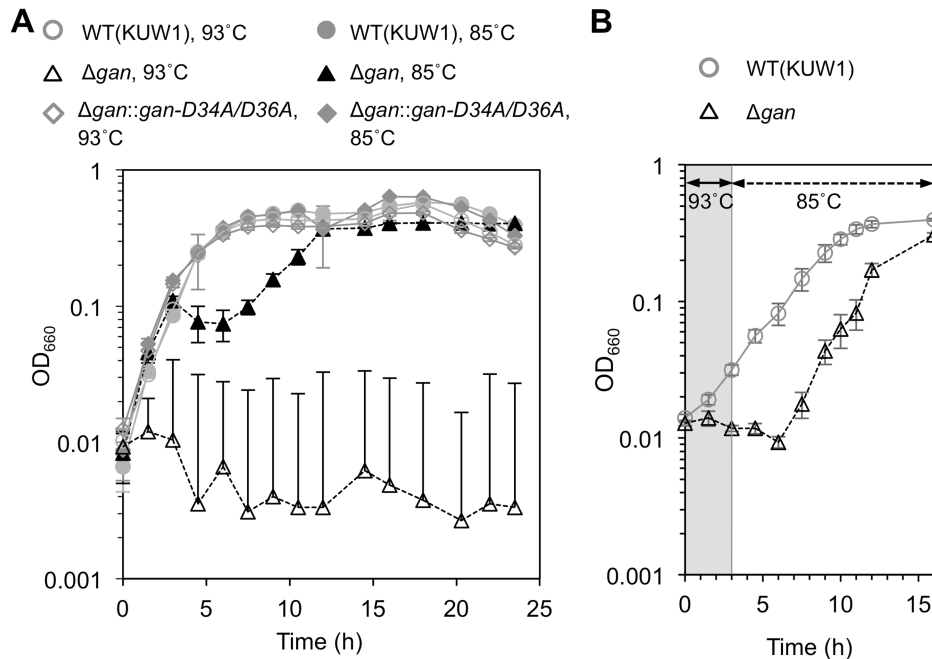 A
WT(KUW1), 93˚C
WT(KUW1), 85˚C
Δgan, 93˚C
Δgan, 85˚C
Δgan::gan-D34A/D36A,
93˚C
Δgan::gan-D34A/D36A,
85˚C
1
0.1
0.01
0.001
OD660
0
5
10
15
20
25
Time (h)
B
WT(KUW1)
Δgan
1
0.1
0.01
0.001
OD660
93˚C
85˚C
0
5
10
15
Time (h)